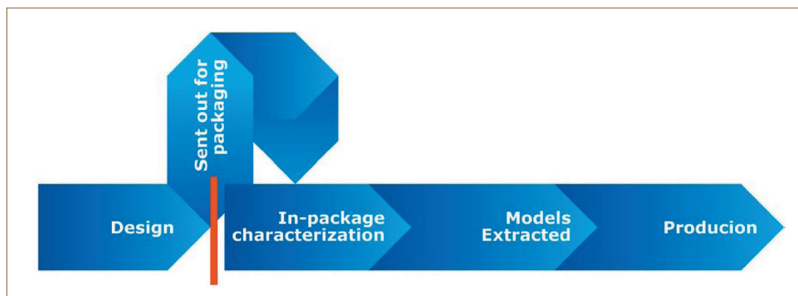 Design
Sent out for
packaging
In-package
characterization
Models
Extracted
Producion